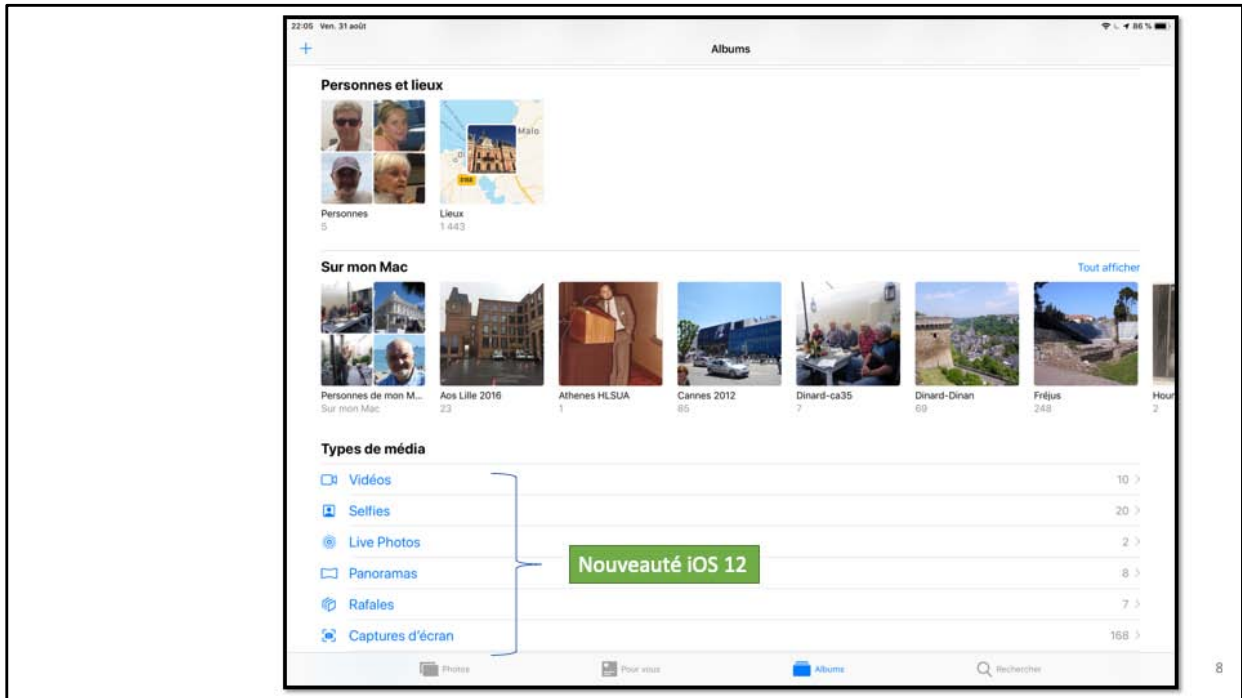 22:05 Ven. 31 août 86 %
Albums
Personnes et lieux
Malo
Personnes Lieux
5 1 443
Sur mon Mac Tout afficher
Personnes de mon M... Aos Lille 2016 Athenes HLSUA Cannes 2012 Dinard-ca35 Dinard-Dinan Fréjus Hour
Sur mon Mac 23 1 85 7 69 248 2
Types de média
Vidéos 10
Selfies 20
Live Photos 2
Nouveauté iOS 12
Panoramas 8
Rafales 7
Captures d'écran 168
Photos Pour vous Albums Rechercher
8